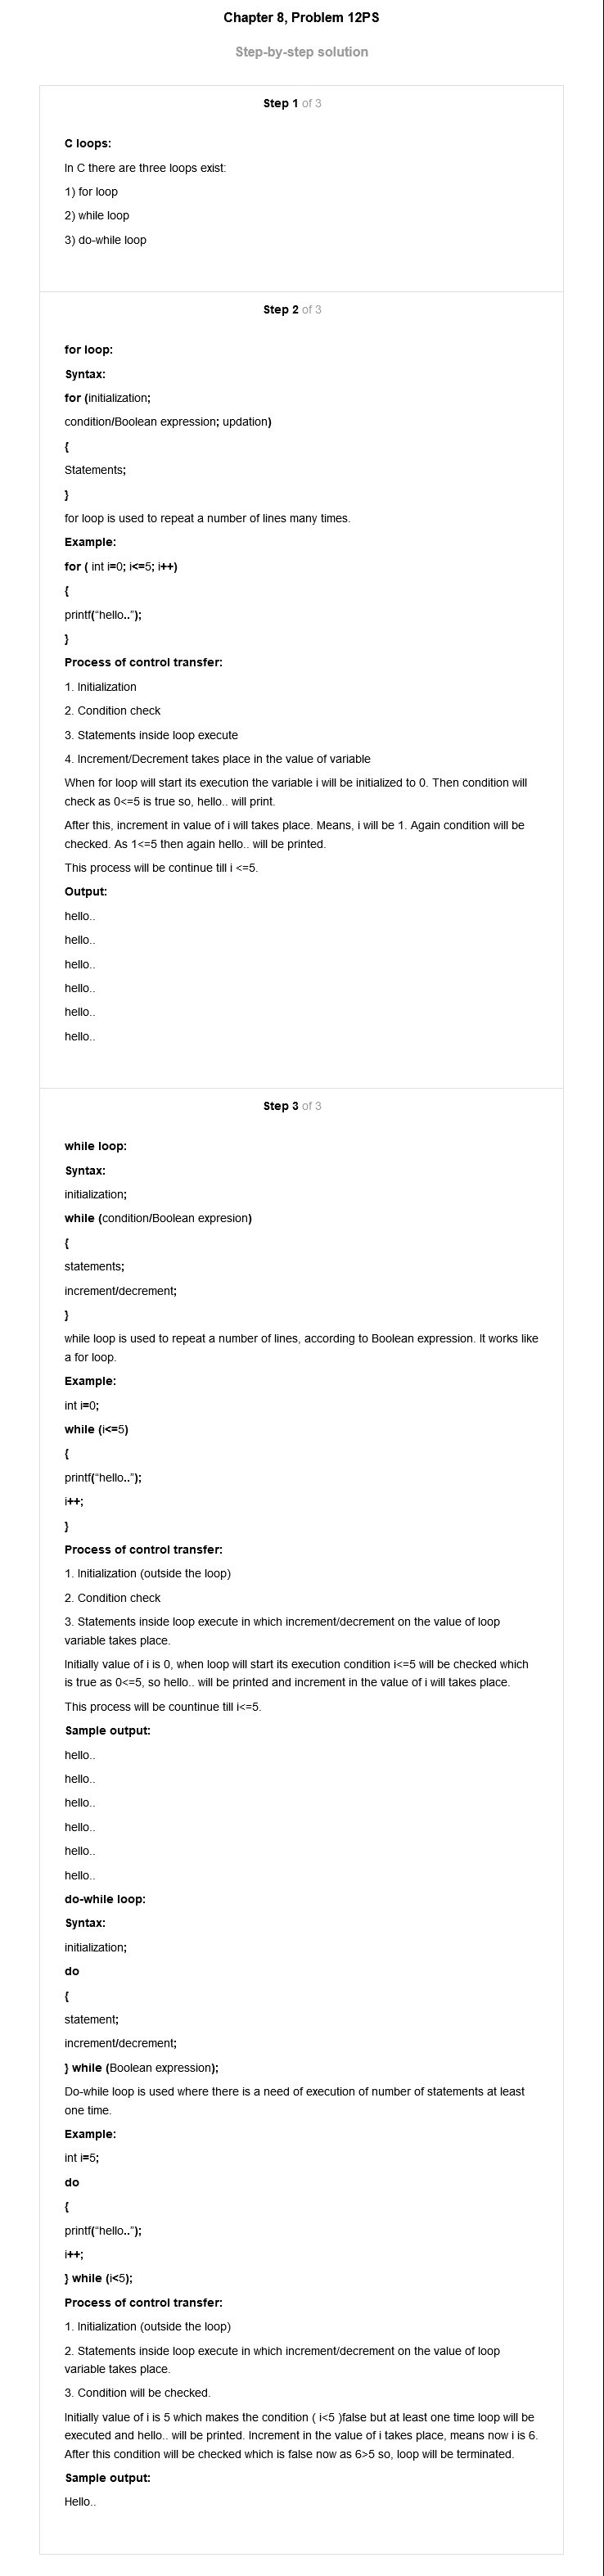 Chapter 8, Problem 12PS
Step-by-step solution
Step 1 of 3
C loops:
In C there are three loops exist:
1) for loop
2) while loop
3) do-while loop
Step 2 of 3
for loop:
Syntax:
for (initialization;
condition/Boolean expression; updation)
{
Statements;
}
for loop is used to repeat a number of lines many times.
Example:
for ( int i=0; i<=5; i++)
{
printf(“hello..”);
}
Process of control transfer:
1. Initialization
2. Condition check
3. Statements inside loop execute
4. Increment/Decrement takes place in the value of variable
When for loop will start its execution the variable i will be initialized to 0. Then condition will
check as 0<=5 is true so, hello.. will print.
After this, increment in value of i will takes place. Means, i will be 1. Again condition will be
checked. As 1<=5 then again hello.. will be printed.
This process will be continue till i <=5.
Output:
hello..
hello..
hello..
hello..
hello..
hello..
Step 3 of 3
while loop:
Syntax:
initialization;
while (condition/Boolean expresion)
{
statements;
increment/decrement;
}
while loop is used to repeat a number of lines, according to Boolean expression. It works like
a for loop.
Example:
int i=0;
while (i<=5)
{
printf(“hello..”);
i++;
}
Process of control transfer:
1. Initialization (outside the loop)
2. Condition check
3. Statements inside loop execute in which increment/decrement on the value of loop
variable takes place.
Initially value of i is 0, when loop will start its execution condition i<=5 will be checked which
is true as 0<=5, so hello.. will be printed and increment in the value of i will takes place.
This process will be countinue till i<=5.
Sample output:
hello..
hello..
hello..
hello..
hello..
hello..
do-while loop:
Syntax:
initialization;
do
{
statement;
increment/decrement;
} while (Boolean expression);
Do-while loop is used where there is a need of execution of number of statements at least
one time.
Example:
int i=5;
do
{
printf(“hello..”);
i++;
} while (i<5);
Process of control transfer:
1. Initialization (outside the loop)
2. Statements inside loop execute in which increment/decrement on the value of loop
variable takes place.
3. Condition will be checked.
Initially value of i is 5 which makes the condition ( i<5 )false but at least one time loop will be
executed and hello.. will be printed. Increment in the value of i takes place, means now i is 6.
After this condition will be checked which is false now as 6>5 so, loop will be terminated.
Sample output:
Hello..